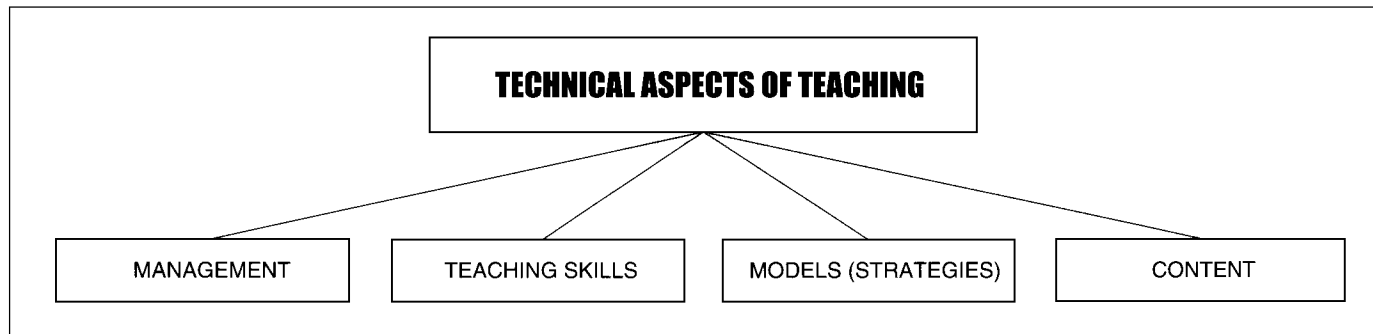 TECHNICAL ASPECTS OF TEACHING
MANAGEMENT
TEACHING SKILLS
MODELS (STRATEGIES)
CONTENT